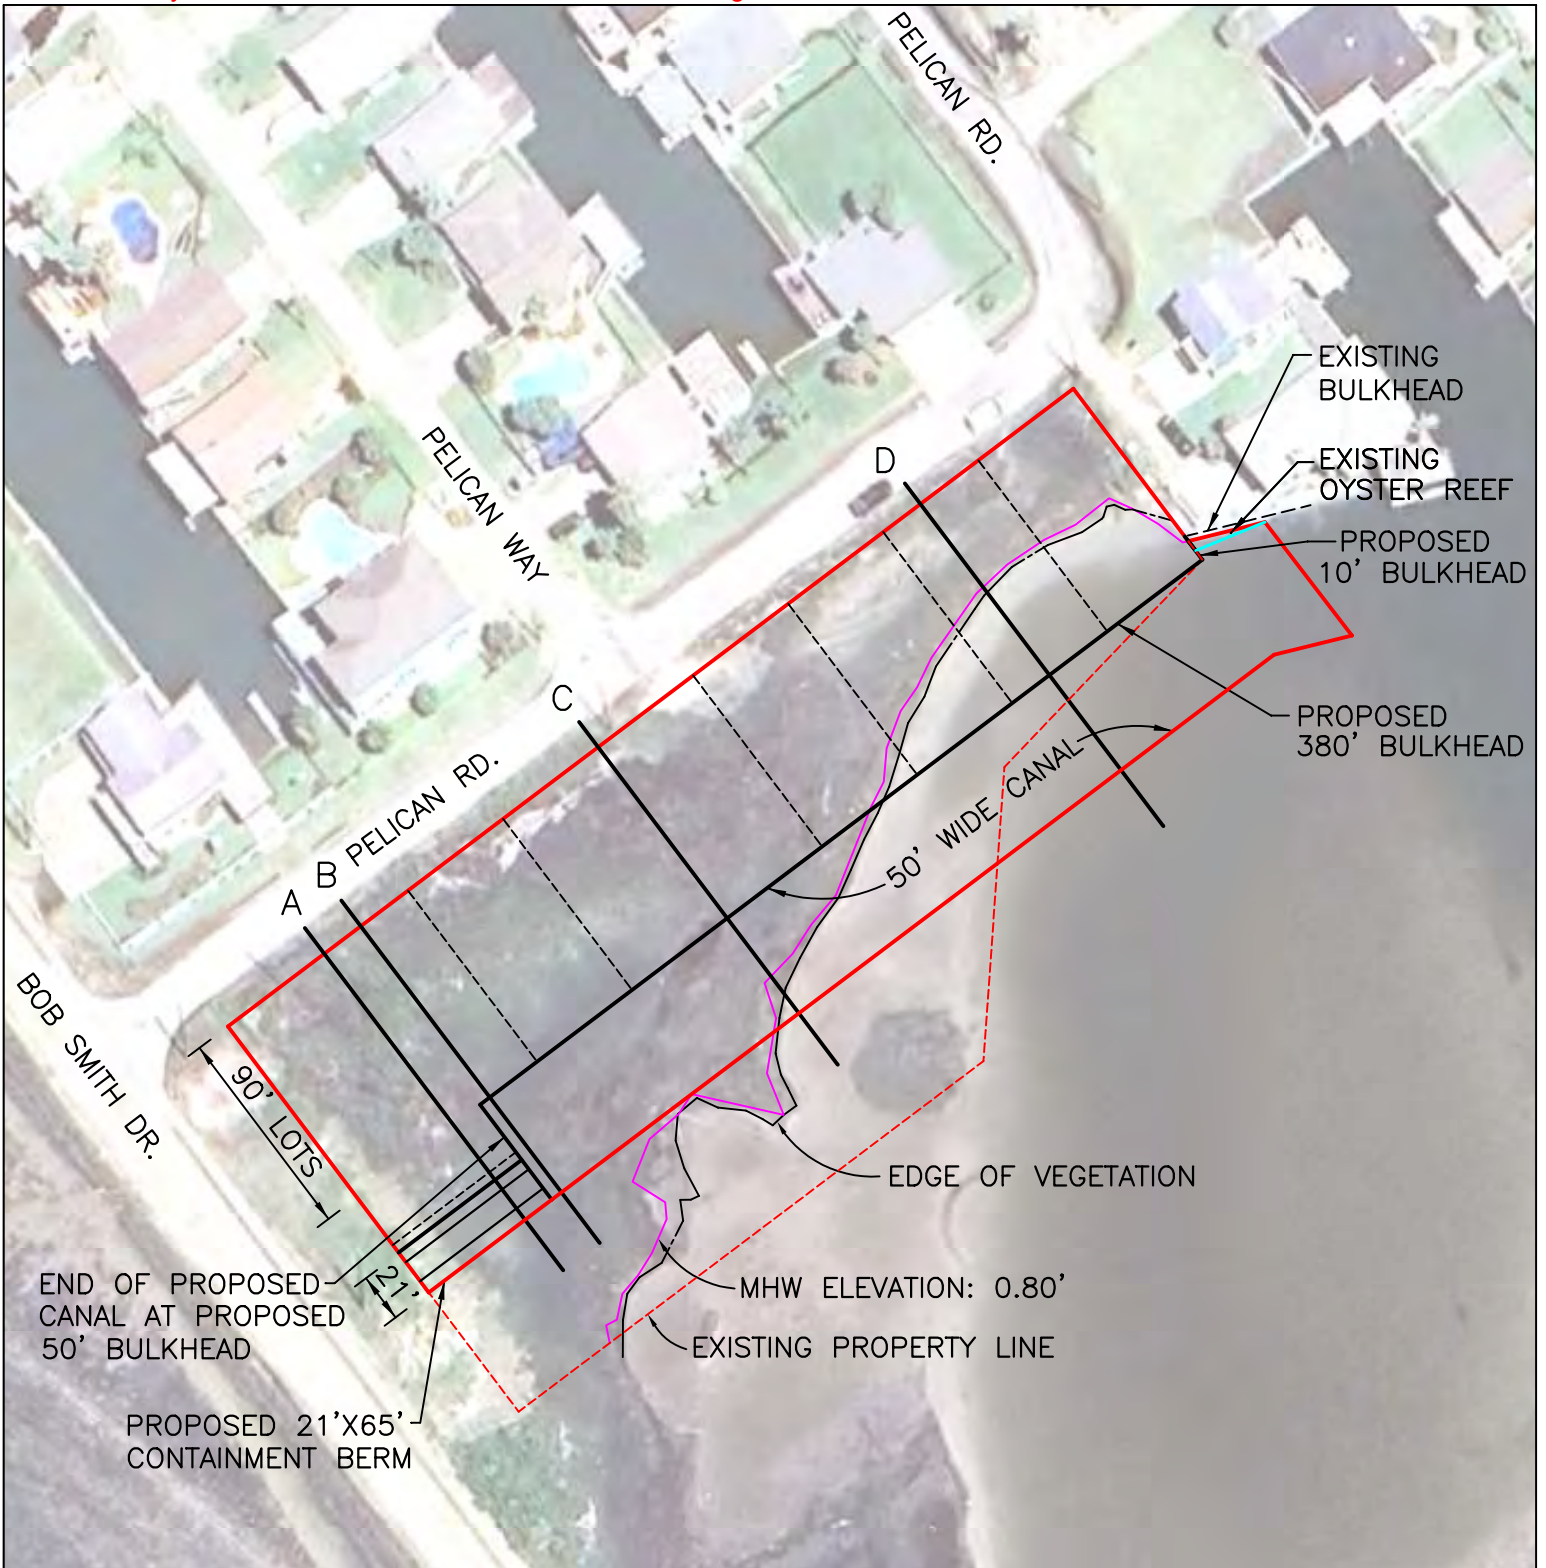 PELICAN RD.
EXISTING
BULKHEAD
EXISTING
OYSTER REEF
PROPOSED
10' BULKHEAD
D
PELICAN WAY
C
PROPOSED
380' BULKHEAD
50' WIDE CANAL
PELICAN RD.
B
A
BOB SMITH DR.
90' LOTS
EDGE OF VEGETATION
21'
END OF PROPOSED
CANAL AT PROPOSED
50' BULKHEAD
MHW ELEVATION: 0.80'
EXISTING PROPERTY LINE
PROPOSED 21'X65'
CONTAINMENT BERM